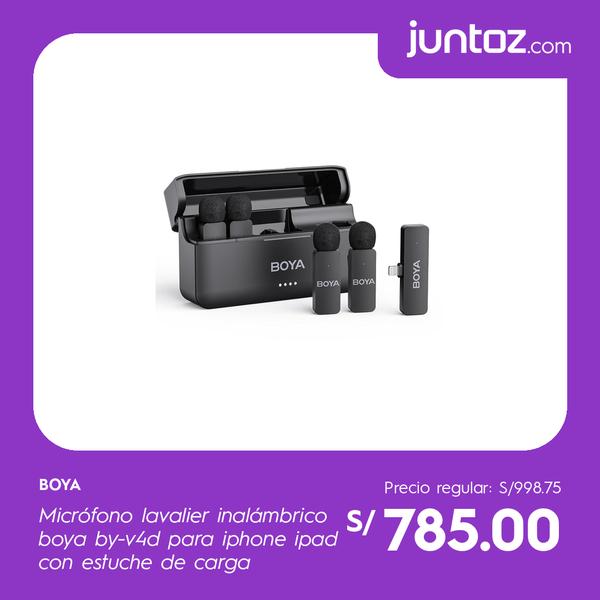 juntoz.com
BOYA
BOYA
BOYA
BOYA
BOYA
Precio regular: S/998.75
Micrófono lavalier inalámbrico
boya by-v4d para iphone ipad
con estuche de carga
S/ 785.00